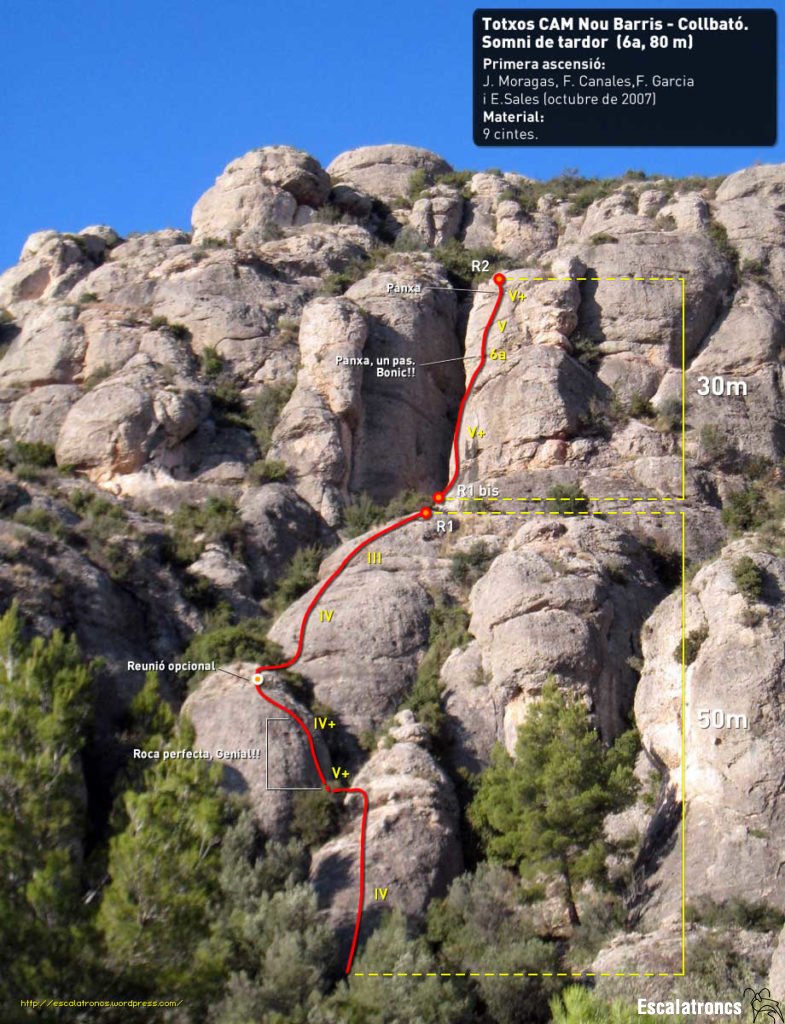 Totxos CAM Nou Barris - Collbató.
Somni de tardor (6a, 80 m)
Primera ascensió:
J. Moragas, F. Canales,F. Garcia
i E.Sales (octubre de 2007)
Material:
9 cintes.
R2
Panxa
V+
V
Panxa, un pas.
Bonic!!
6a
30m
V+
R1 bis
R1
III
IV
Reunió opcional
50m
IV+
Roca perfecta, Genial!!
V+
IV
http://escalatroncs.wordpress.com/
Escalatroncs